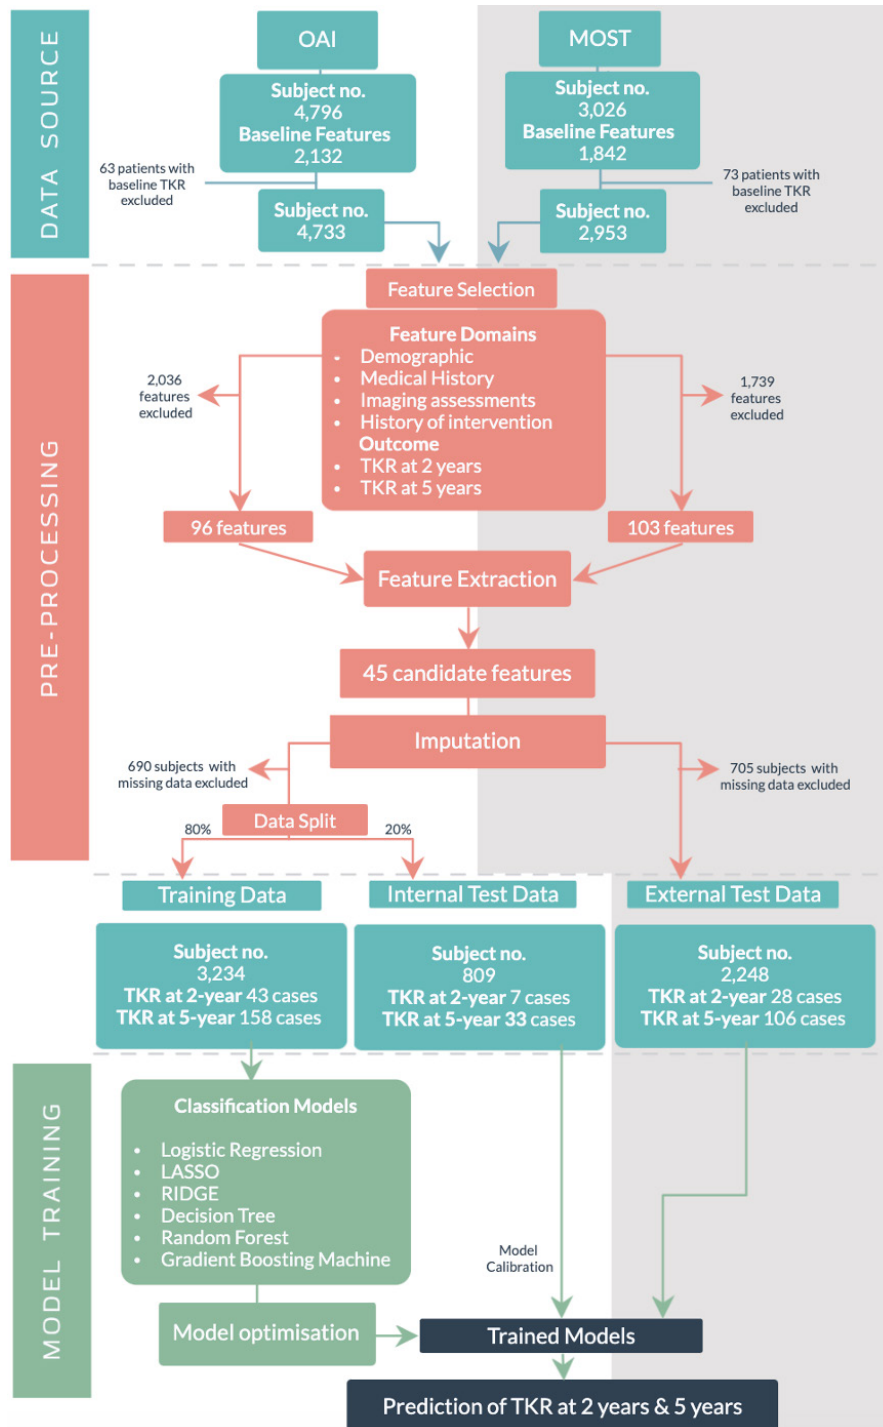 DATA SOURCE
OAI
MOST
Subject no.
4,796
Baseline Features
2,132
Subject no.
3,026
Baseline Features
1,842
63 patients with
baseline TKR
excluded
73 patients with
baseline TKR
excluded
Subject no.
4,733
Subject no.
2,953
PRE-PROCESSING
Feature Selection
Feature Domains
• Demographic
• Medical History
• Imaging assessments
• History of intervention
Outcome
• TKR at 2 years
• TKR at 5 years
2,036
features
excluded
1,739
features
excluded
96 features
103 features
Feature Extraction
45 candidate features
Imputation
690 subjects with
missing data excluded
705 subjects with
missing data excluded
Data Split
80%
20%
Training Data
Internal Test Data
External Test Data
Subject no.
3,234
TKR at 2-year 43 cases
TKR at 5-year 158 cases
Subject no.
809
TKR at 2-year 7 cases
TKR at 5-year 33 cases
Subject no.
2,248
TKR at 2-year 28 cases
TKR at 5-year 106 cases
MODEL TRAINING
Classification Models
• Logistic Regression
• LASSO
• RIDGE
• Decision Tree
• Random Forest
• Gradient Boosting Machine
Model
Calibration
Model optimisation
Trained Models
Prediction of TKR at 2 years & 5 years